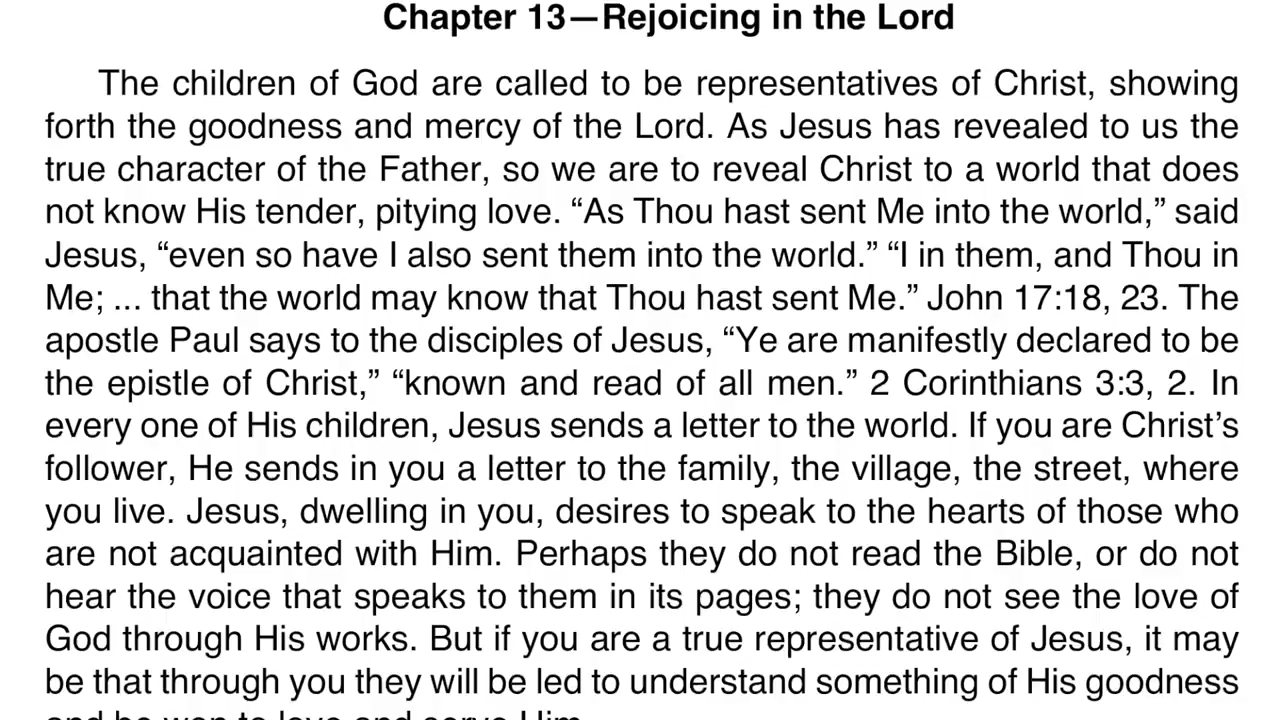 Chapter 13—Rejoicing in the Lord
The children of God are called to be representatives of Christ, showing
forth the goodness and mercy of the Lord. As Jesus has revealed to us the
true character of the Father, so we are to reveal Christ to a world that does
not know His tender, pitying love. “As Thou hast sent Me into the world,” said
Jesus, “even so have I also sent them into the world.” “I in them, and Thou in
Me; ... that the world may know that Thou hast sent Me.” John 17:18, 23. The
apostle Paul says to the disciples of Jesus, “Ye are manifestly declared to be
the epistle of Christ,” “known and read of all men.” 2 Corinthians 3:3, 2. In
every one of His children, Jesus sends a letter to the world. If you are Christ’s
follower, He sends in you a letter to the family, the village, the street, where
you live. Jesus, dwelling in you, desires to speak to the hearts of those who
are not acquainted with Him. Perhaps they do not read the Bible, or do not
hear the voice that speaks to them in its pages; they do not see the love of
God through His works. But if you are a true representative of Jesus, it may
be that through you they will be led to understand something of His goodness
and be won to love and serve Him.